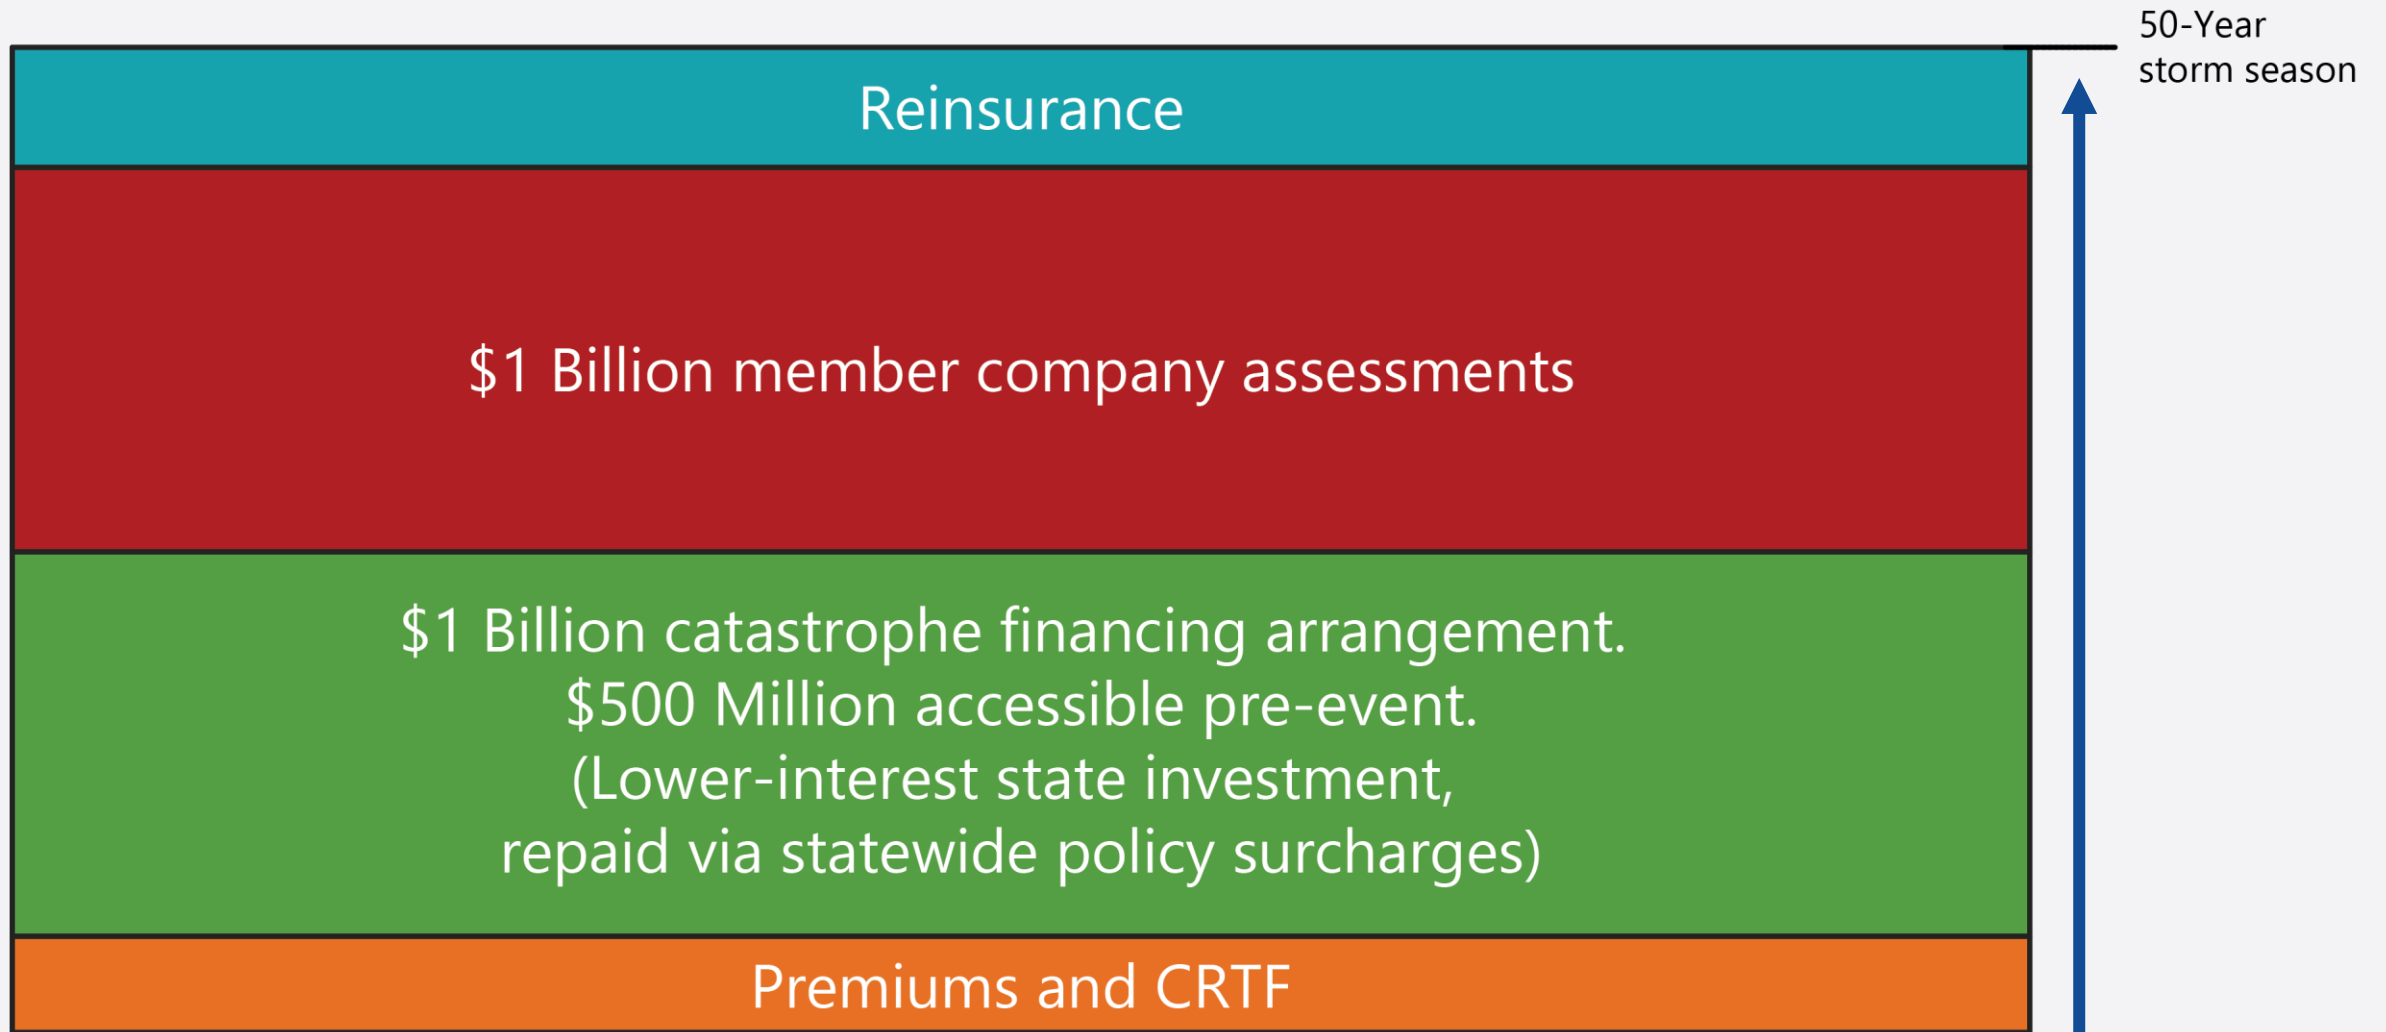 50-Year
storm season
Reinsurance
$1 Billion member company assessments
$1 Billion catastrophe financing arrangement.
$500 Million accessible pre-event.
(Lower-interest state investment,
repaid via statewide policy surcharges)
Premiums and CRTF